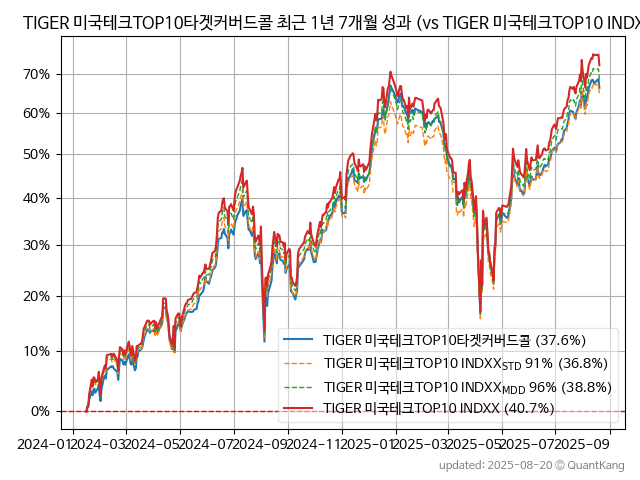 TIGER 미국테크TOP10타겟커버드콜 최근 1년 7개월 성과 (vs TIGER 미국테크TOP10 INDX
70%
60%
50%
40%
30%
20%
10%
0%
TIGER 미국테크TOP10타겟커버드콜 (37.6%)
TIGER 미국테크TOP10 INDXX_STD 91% (36.8%)
TIGER 미국테크TOP10 INDXX_MDD 96% (38.8%)
TIGER 미국테크TOP10 INDXX (40.7%)
2024-01 2024-03 2024-05 2024-07 2024-09 2024-11 2025-01 2025-03 2025-05 2025-07 2025-09
updated: 2025-08-20 © QuantKang